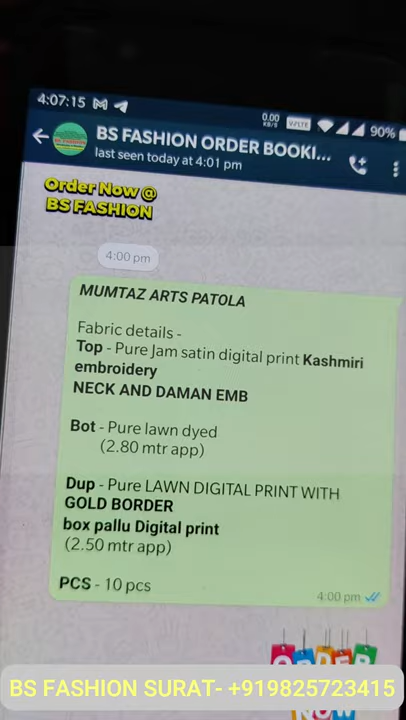 4:07:15
0.00
KB/S
VoLTE
90%
BS FASHION ORDER BOOKI...
last seen today at 4:01 pm
Order Now @
BS FASHION
4:00 pm
MUMTAZ ARTS PATOLA
Fabric details -
Top - Pure Jam satin digital print Kashmiri
embroidery
NECK AND DAMAN EMB
Bot - Pure lawn dyed
(2.80 mtr app)
Dup - Pure LAWN DIGITAL PRINT WITH
GOLD BORDER
box pallu Digital print
(2.50 mtr app)
PCS - 10 pcs
4:00 pm
ORDER
BS FASHION SURAT- +919825723415
NOW